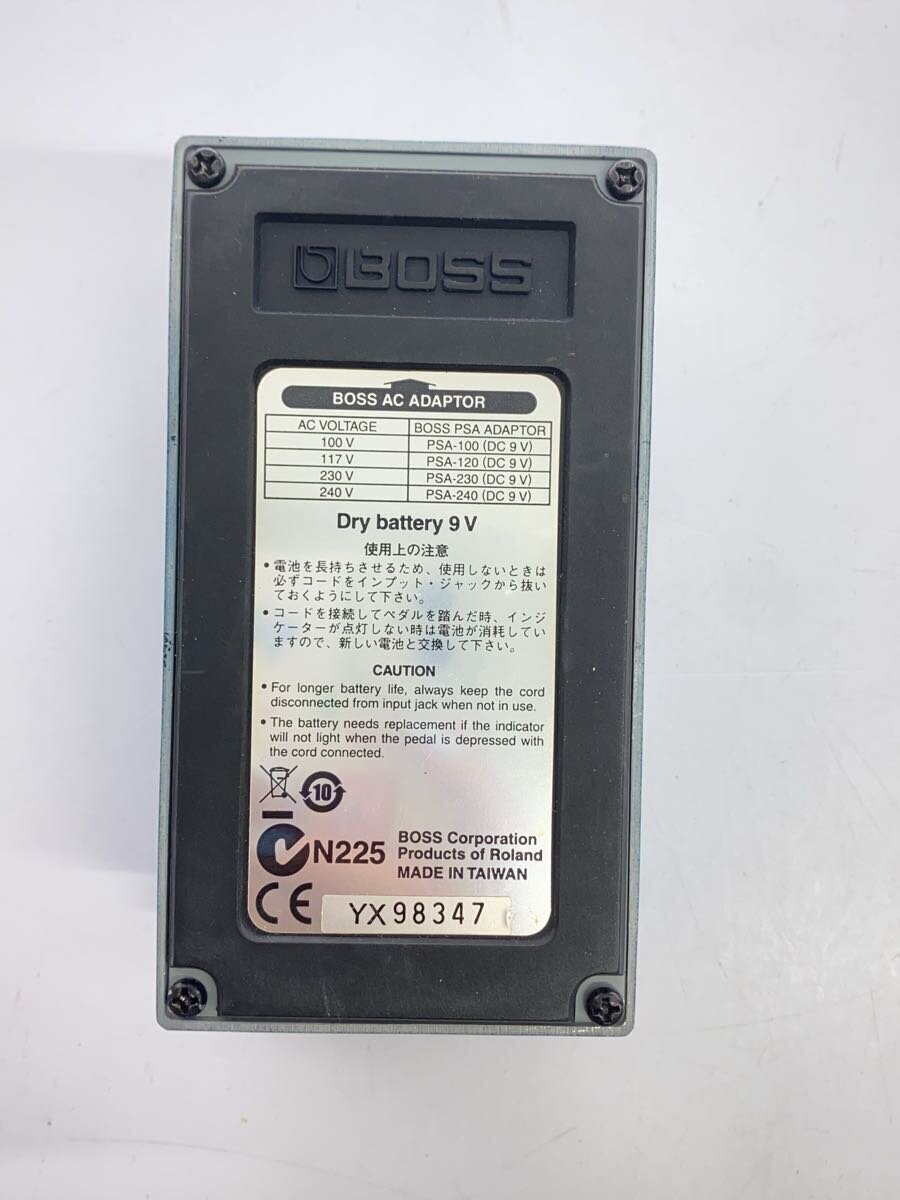 BOSS
BOSS AC ADAPTOR
AC VOLTAGE BOSS PSA ADAPTOR
100 V PSA-100 (DC 9 V)
117 V PSA-120 (DC 9 V)
230 V PSA-230 (DC 9 V)
240 V PSA-240 (DC 9 V)
Dry battery 9 V
使用上の注意
• 電池を長持ちさせるため、使用しないときは
必ずコードをインプット・ジャックから抜い
ておくようにして下さい。
• コードを接続してペダルを踏んだ時、インジ
ケーターが点灯しない時は電池が消耗してい
ますので、新しい電池と交換して下さい。
CAUTION
• For longer battery life, always keep the cord
disconnected from input jack when not in use.
• The battery needs replacement if the indicator
will not light when the pedal is depressed with
the cord connected.
10
N225
BOSS Corporation
Products of Roland
MADE IN TAIWAN
CE
YX98347